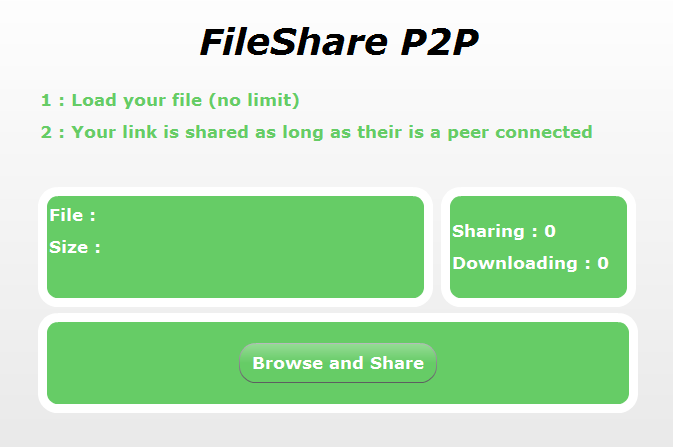 FileShare P2P
1 : Load your file (no limit)
2 : Your link is shared as long as their is a peer connected
File :
Size :
Sharing : 0
Downloading : 0
Browse and Share